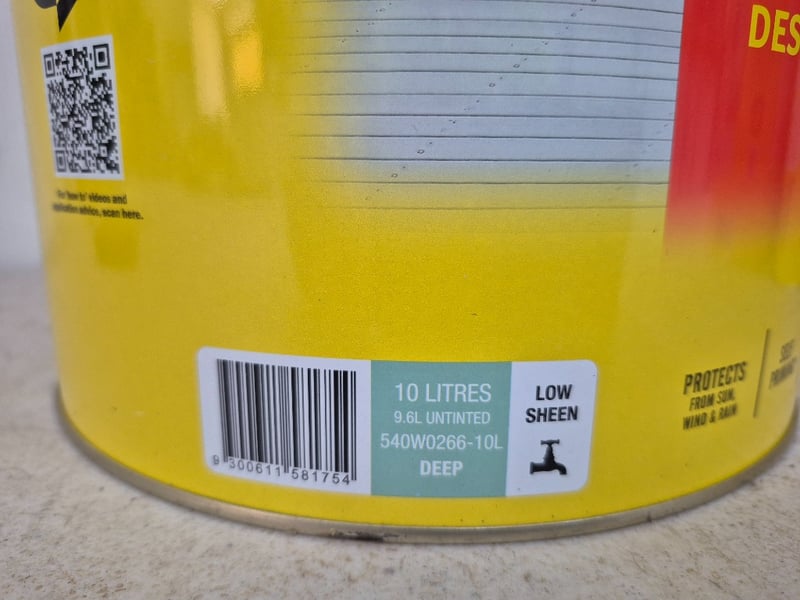 DES
For 'how to' videos and
application advice, scan here.
10 LITRES
9.6L UNTINTED
540W0266-10L
DEEP
LOW
SHEEN
9 300611 581754
PROTECTS
FROM SUN,
WIND & RAIN
SELF